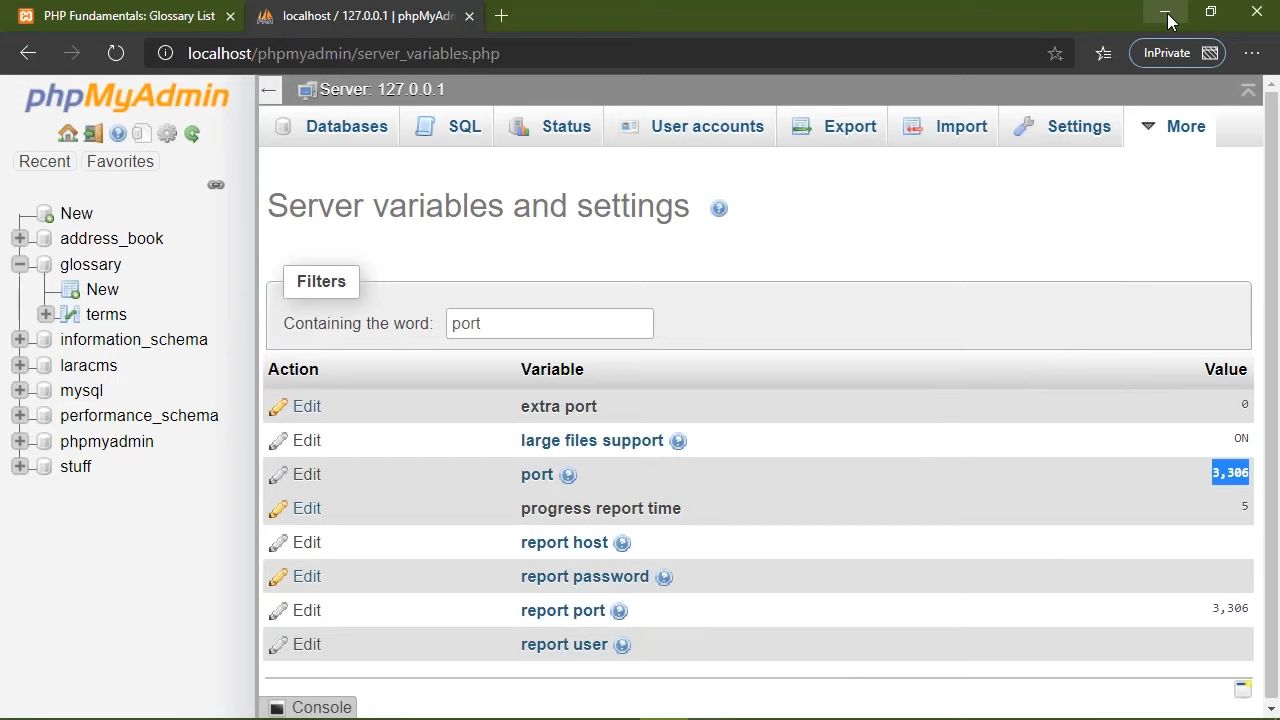 PHP Fundamentals: Glossary List
localhost / 127.0.0.1 | phpMyAdm
localhost/phpmyadmin/server_variables.php
InPrivate
phpMyAdmin
Recent
Favorites
New
address_book
glossary
New
terms
information_schema
laracms
mysql
performance_schema
phpmyadmin
stuff
Server: 127.0.0.1
Databases
SQL
Status
User accounts
Export
Import
Settings
More
Server variables and settings
Filters
Containing the word: port
Action Variable Value
Edit extra port 0
Edit large files support ON
Edit port 3,306
Edit progress report time 5
Edit report host
Edit report password
Edit report port 3,306
Edit report user
Console